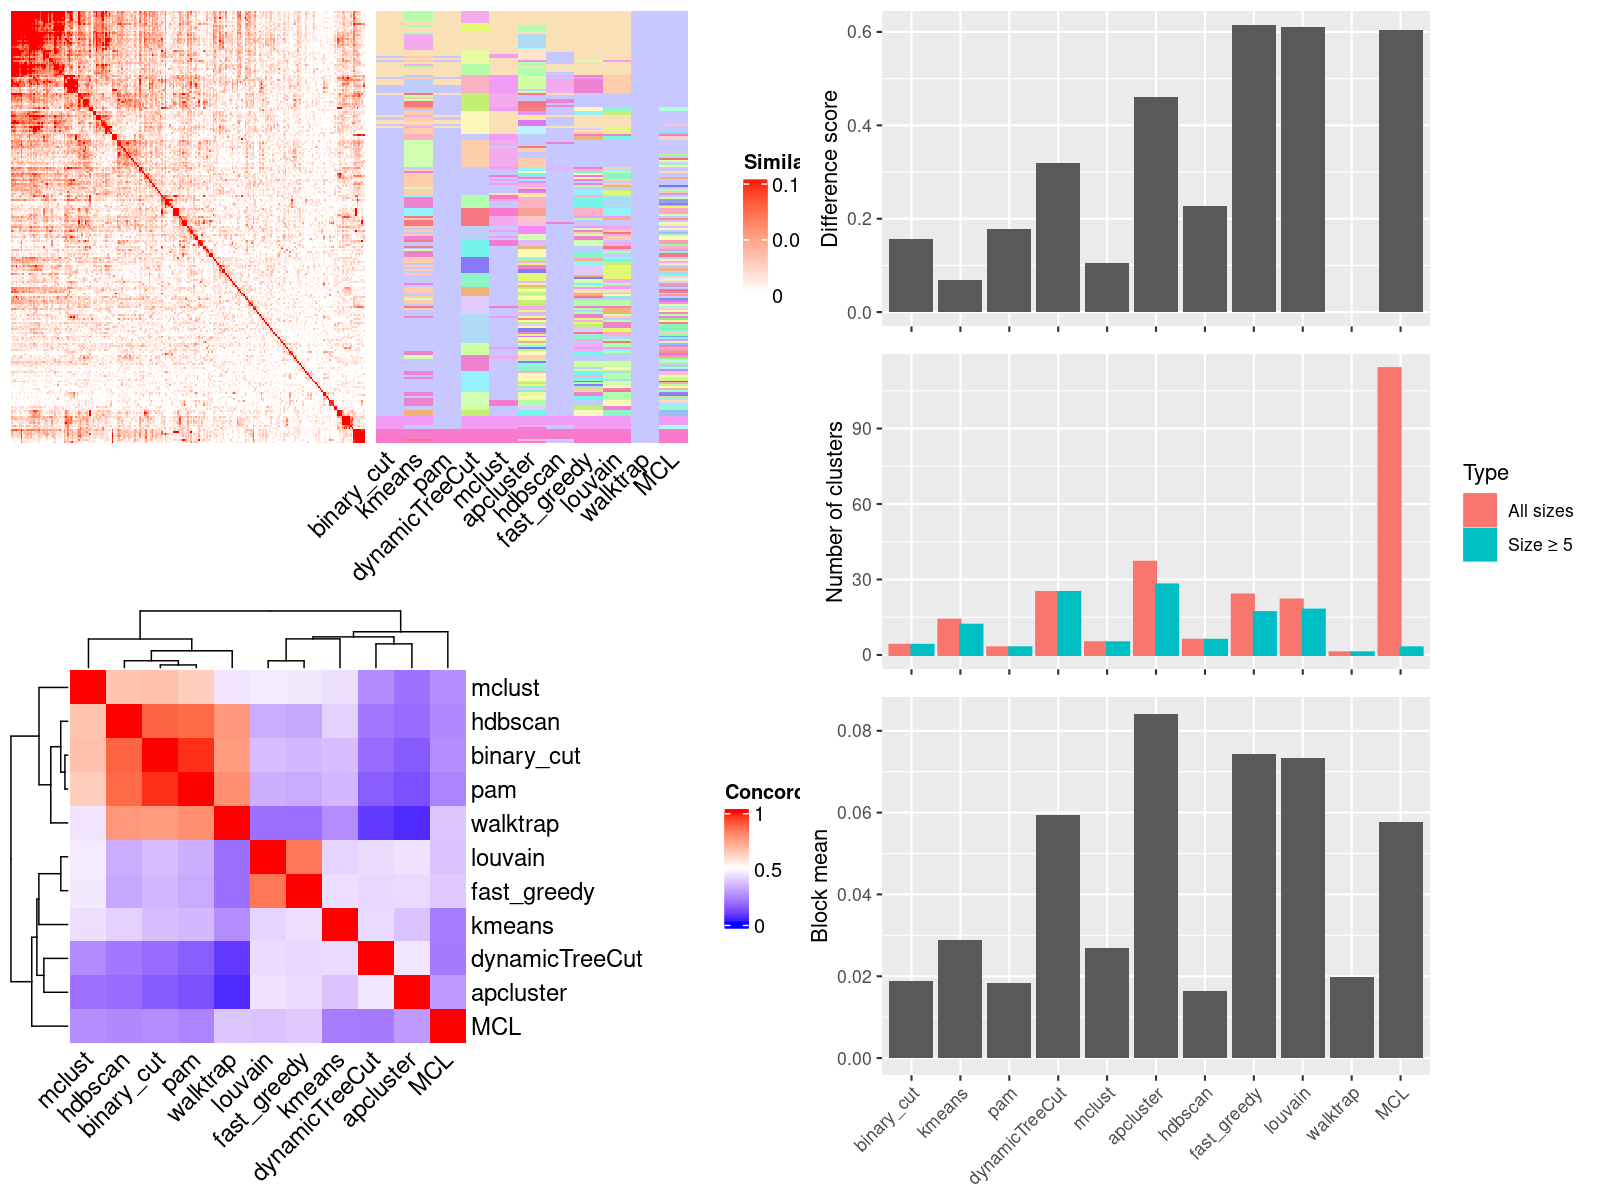 Simila
0.1
0.0
0
binary_cut
kmeans
pam
dynamicTreeCut
mclust
apcluster
hdbscan
fast_greedy
louvain
walktrap
MCL
mclust
hdbscan
binary_cut
pam
walktrap
louvain
fast_greedy
kmeans
dynamicTreeCut
apcluster
MCL
mclust
hdbscan
binary_cut
pam
walktrap
louvain
fast_greedy
kmeans
dynamicTreeCut
apcluster
MCL
Concord
1
0.5
0
Difference score
0.6
0.4
0.2
0.0
Number of clusters
90
60
30
0
Type
All sizes
Size ≥ 5
Block mean
0.08
0.06
0.04
0.02
0.00
binary_cut
kmeans
pam
dynamicTreeCut
mclust
apcluster
hdbscan
fast_greedy
louvain
walktrap
MCL